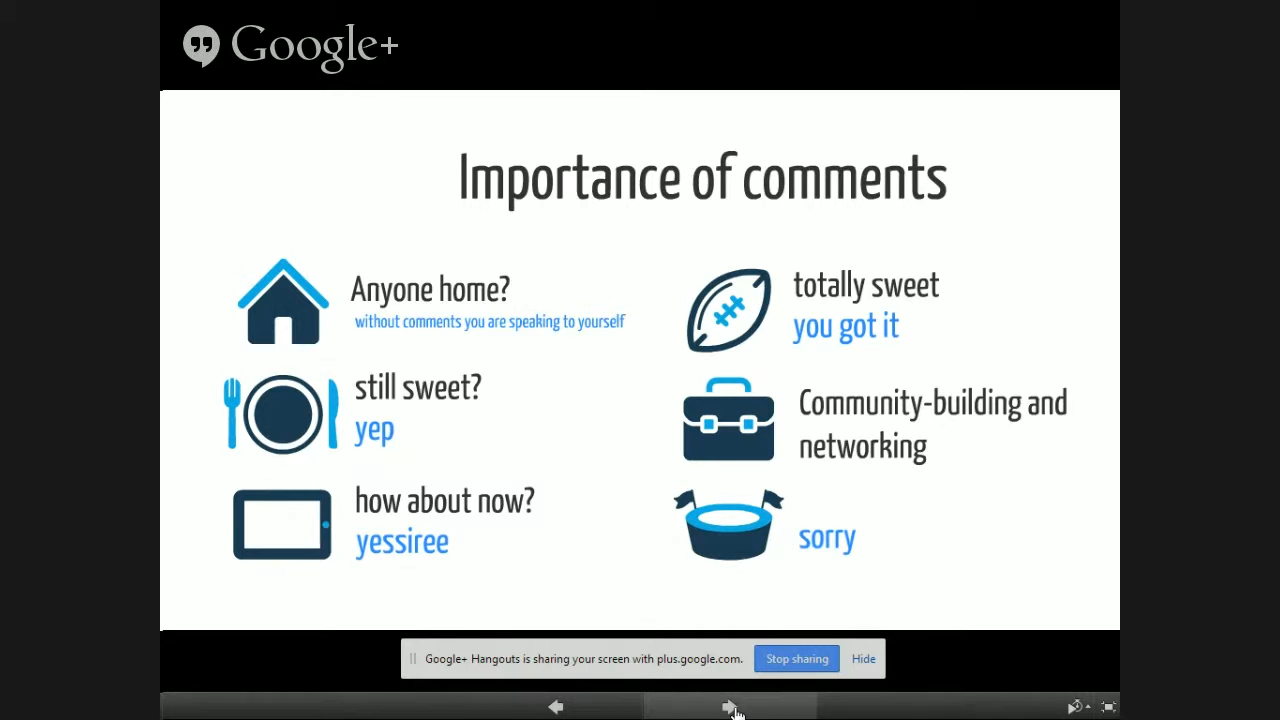 Google+
Importance of comments
Anyone home?
without comments you are speaking to yourself
still sweet?
yep
how about now?
yessiree
totally sweet
you got it
Community-building and
networking
sorry
Google+ Hangouts is sharing your screen with plus.google.com.
Stop sharing
Hide